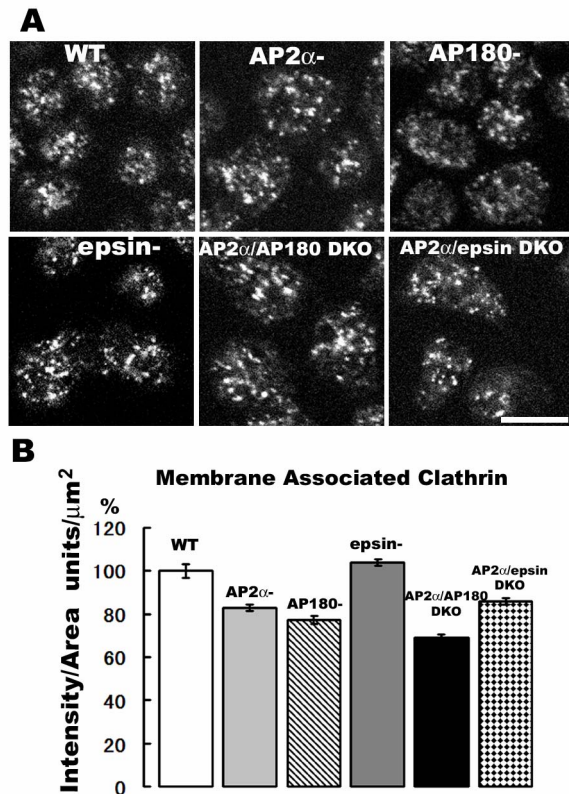 A
WT
AP2α-
AP180-
epsin-
AP2α/AP180 DKO
AP2α/epsin DKO
B
Membrane Associated Clathrin
Intensity/Area units/μm2
%
120
100
80
60
40
20
0
WT
AP2α-
AP180-
epsin-
AP2α/AP180
DKO
AP2α/epsin
DKO